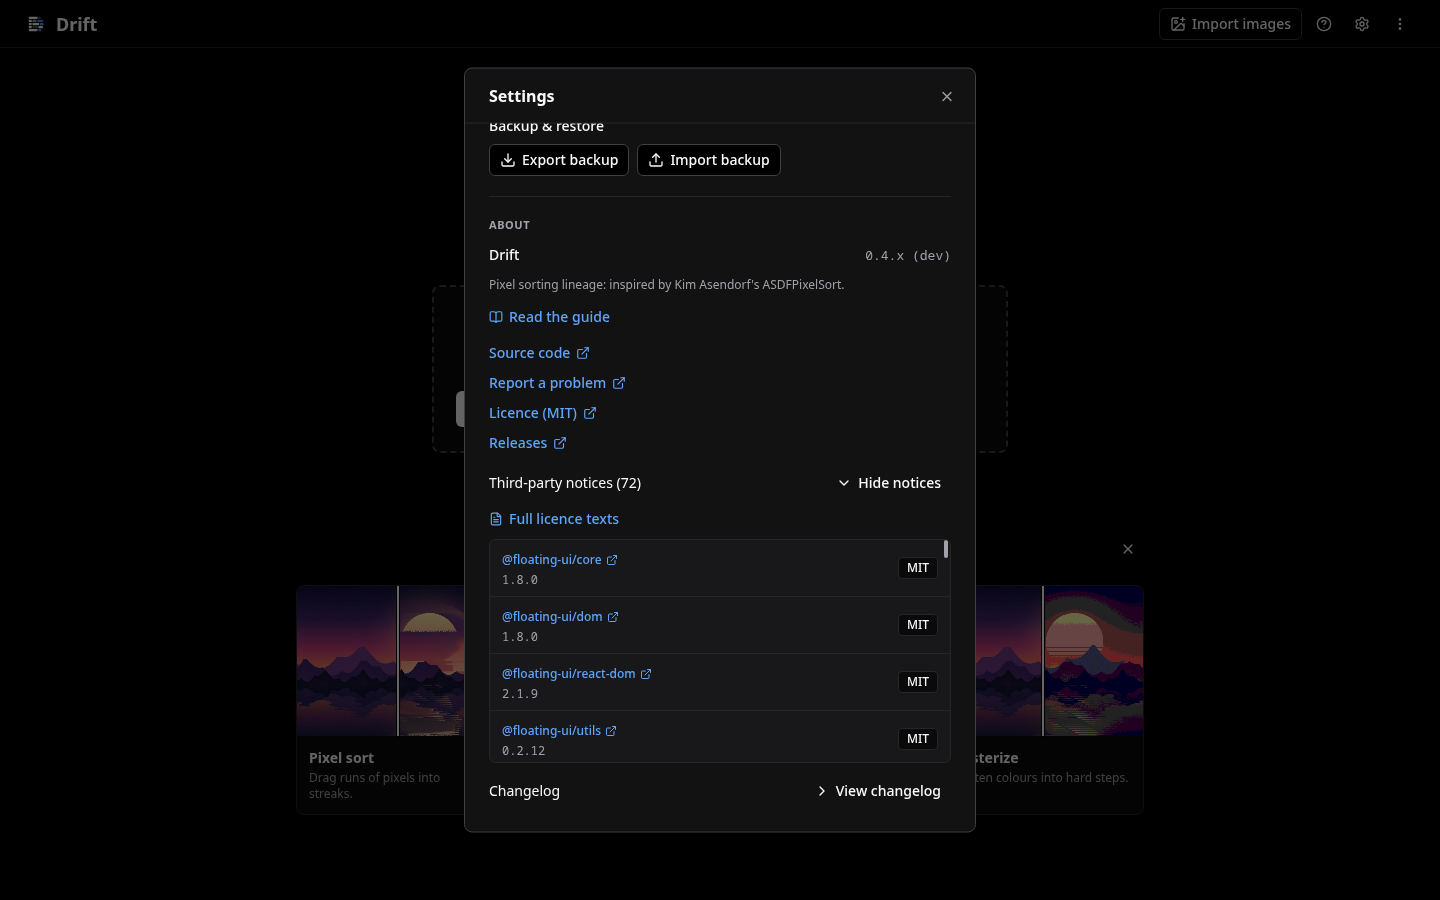 Drift
Import images
Settings
Backup & restore
Export backup
Import backup
ABOUT
Drift
0.4.x (dev)
Pixel sorting lineage: inspired by Kim Asendorf's ASDFPixelSort.
Read the guide
Source code
Report a problem
Licence (MIT)
Releases
Third-party notices (72)
Hide notices
Full licence texts
@floating-ui/core
1.8.0
MIT
@floating-ui/dom
1.8.0
MIT
@floating-ui/react-dom
2.1.9
MIT
@floating-ui/utils
0.2.12
MIT
Changelog
View changelog
Pixel sort
Drag runs of pixels into
streaks.
sterize
ten colours into hard steps.